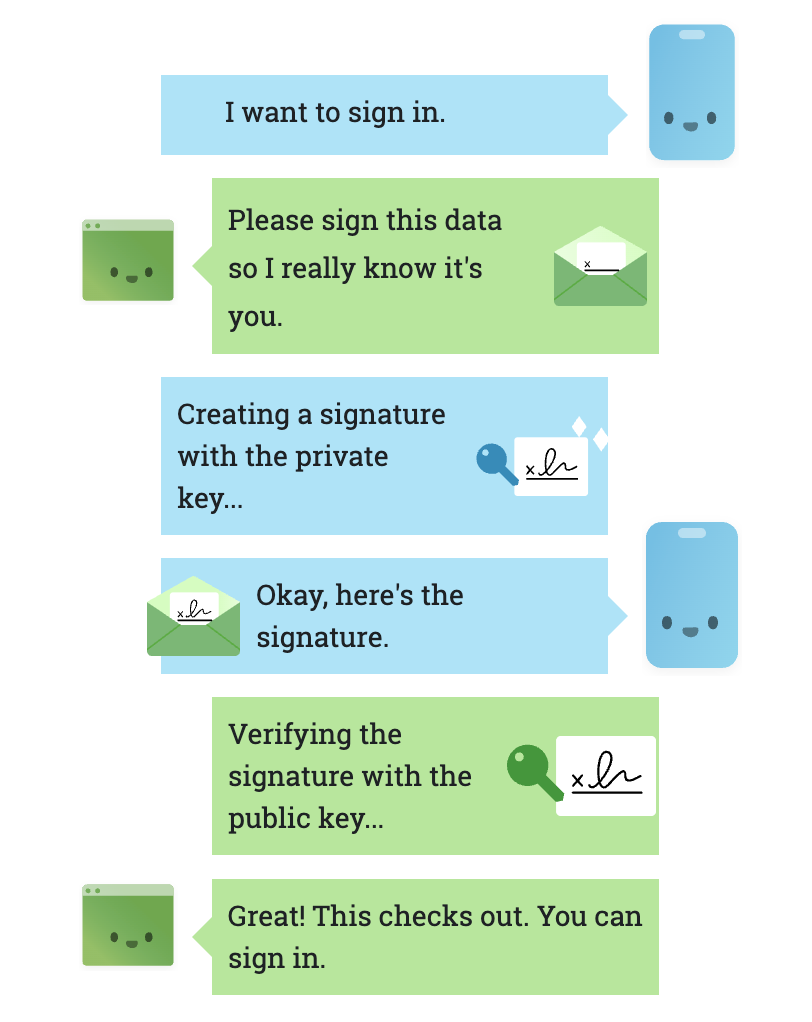 I want to sign in.
Please sign this data
so I really know it's
you.
x
Creating a signature
with the private
key...
x
x
Okay, here's the
signature.
Verifying the
signature with the
public key...
x
Great! This checks out. You can
sign in.